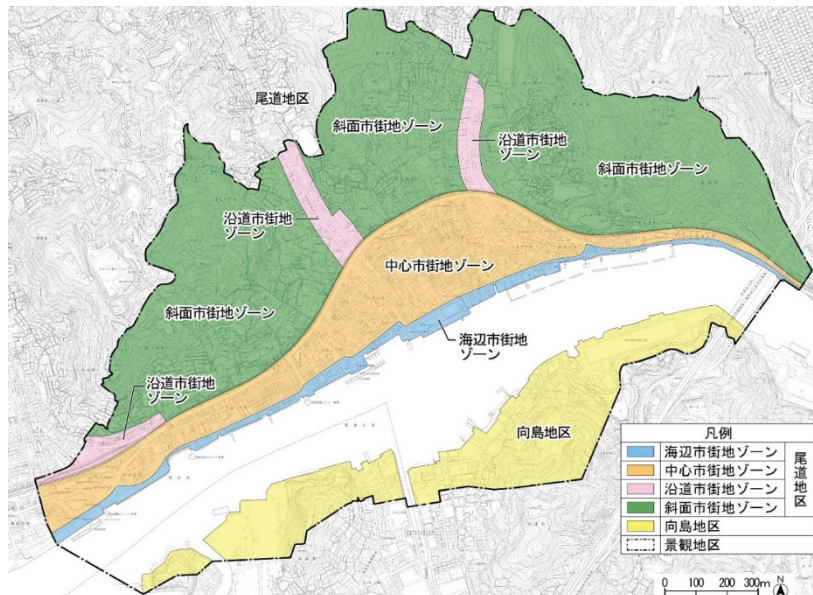 尾道地区
斜面市街地ゾーン
沿道市街地
ゾーン
斜面市街地ゾーン
沿道市街地
ゾーン
中心市街地ゾーン
斜面市街地ゾーン
海辺市街地
ゾーン
沿道市街地
ゾーン
向島地区
凡例
海辺市街地ゾーン
中心市街地ゾーン
沿道市街地ゾーン
斜面市街地ゾーン
尾道地区
向島地区
景観地区
0 100 200 300m
N